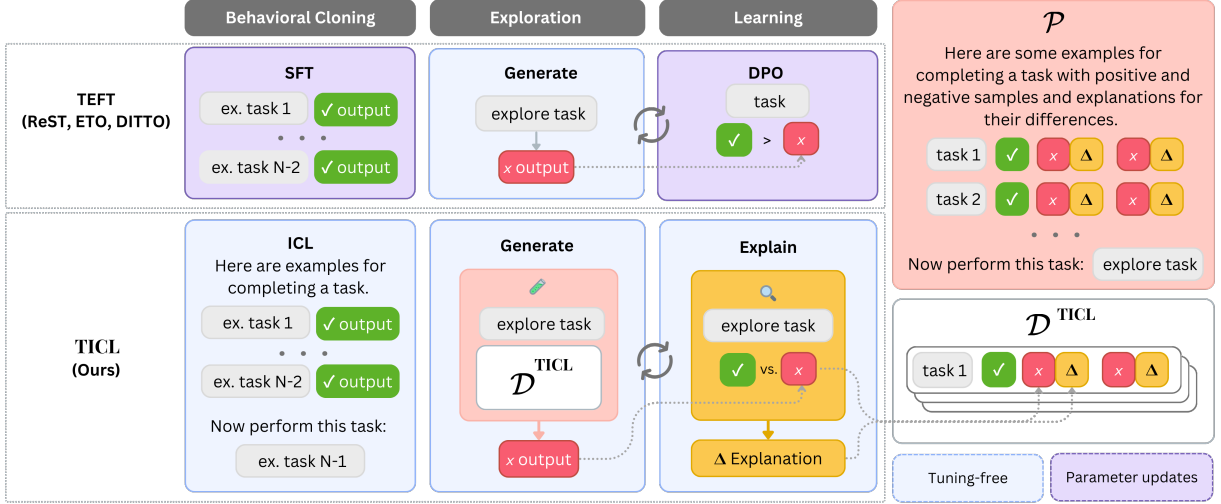 Behavioral Cloning
Exploration
Learning
TEFT
(ReST, ETO, DITTO)
SFT
ex. task 1
✓ output
• • •
ex. task N-2
✓ output
Generate
explore task
x output
DPO
task
✓ > x
TICL
(Ours)
ICL
Here are examples for
completing a task.
ex. task 1
✓ output
• • •
ex. task N-2
✓ output
Now perform this task:
ex. task N-1
Generate
explore task
𝒟 TICL
x output
Explain
explore task
✓ vs. x
Δ Explanation
𝒫
Here are some examples for
completing a task with positive and
negative samples and explanations for
their differences.
task 1 ✓ x Δ x Δ
task 2 ✓ x Δ x Δ
• • •
Now perform this task: explore task
𝒟 TICL
task 1 ✓ x Δ x Δ
Tuning-free
Parameter updates